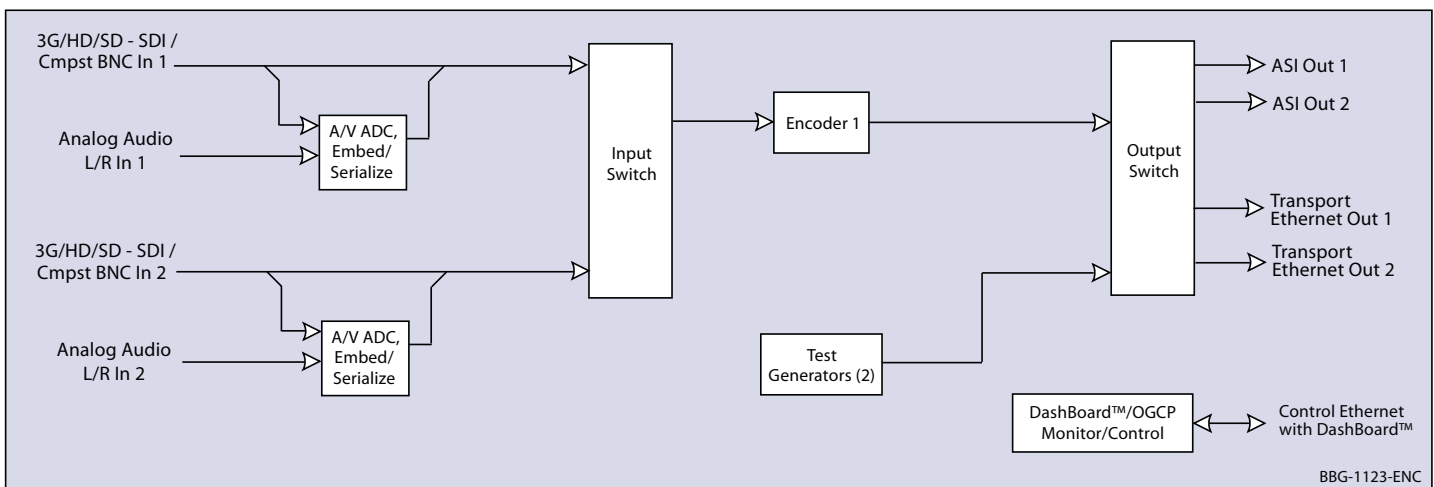 3G/HD/SD - SDI /
Cmpst BNC In 1
Analog Audio
L/R In 1
A/V ADC,
Embed/
Serialize
3G/HD/SD - SDI /
Cmpst BNC In 2
Analog Audio
L/R In 2
A/V ADC,
Embed/
Serialize
Input
Switch
Encoder 1
Test
Generators (2)
Output
Switch
ASI Out 1
ASI Out 2
Transport
Ethernet Out 1
Transport
Ethernet Out 2
DashBoard™/OGCP
Monitor/Control
Control Ethernet
with DashBoard™
BBG-1123-ENC